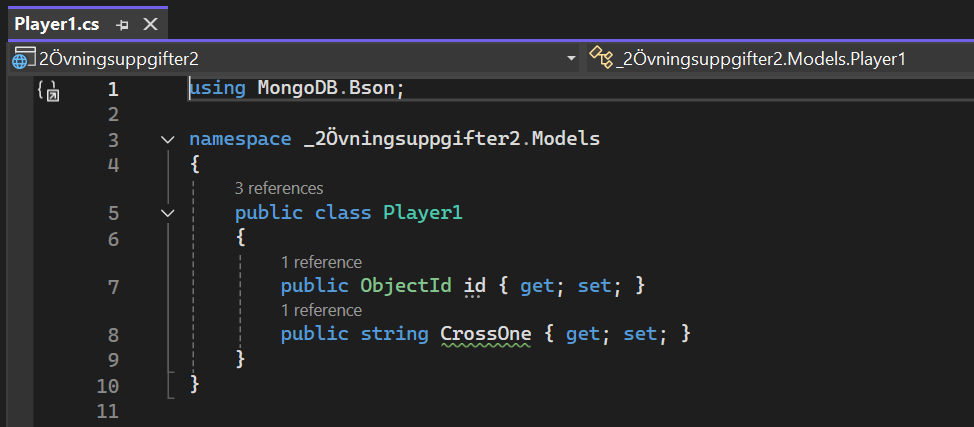 Player1.cs
2Övningsuppgifter2
_2Övningsuppgifter2.Models.Player1
1 using MongoDB.Bson;
2
3 namespace _2Övningsuppgifter2.Models
4 {
3 references
5 public class Player1
6 {
1 reference
7 public ObjectId id { get; set; }
1 reference
8 public string CrossOne { get; set; }
9 }
10 }
11